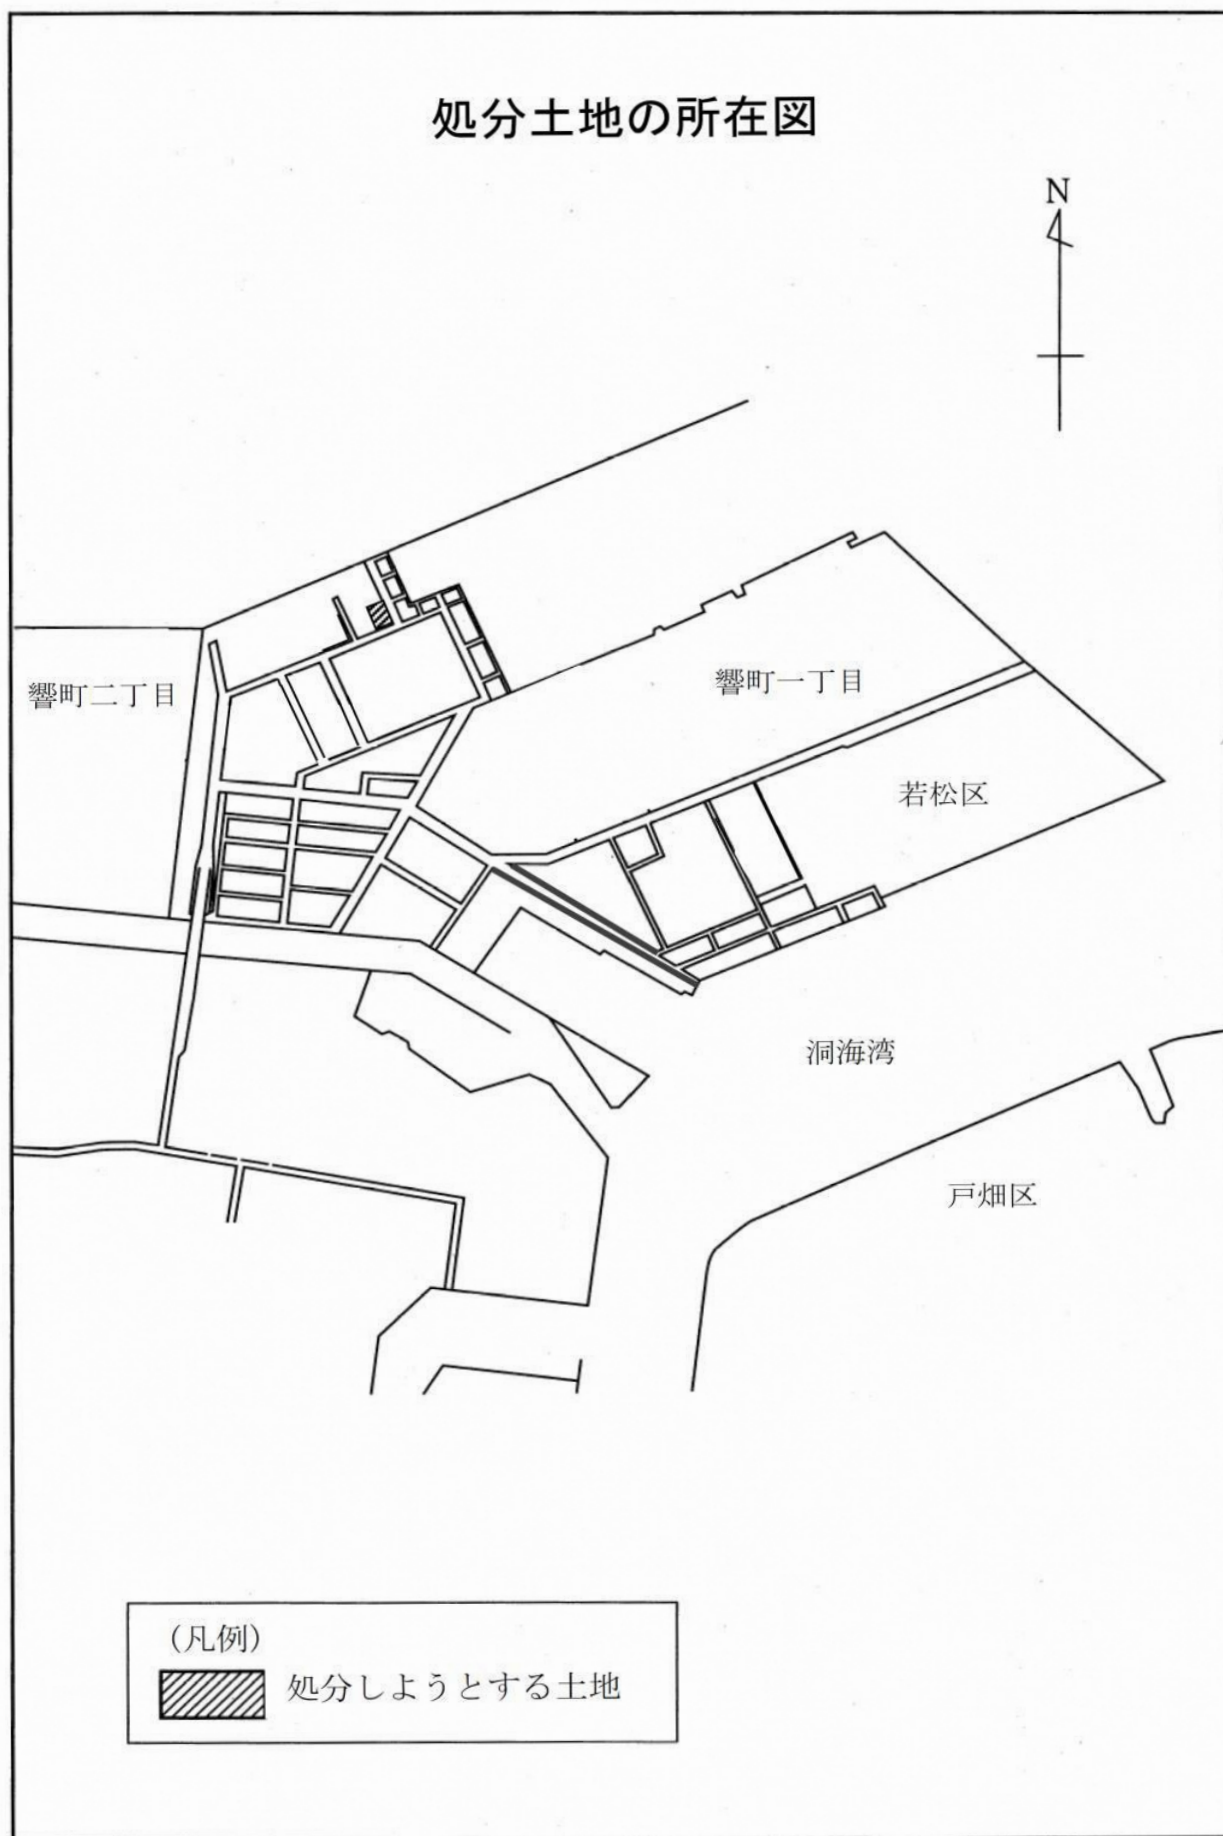 処分土地の所在図
N
響町二丁目
響町一丁目
若松区
洞海湾
戸畑区
(凡例)
処分しようとする土地